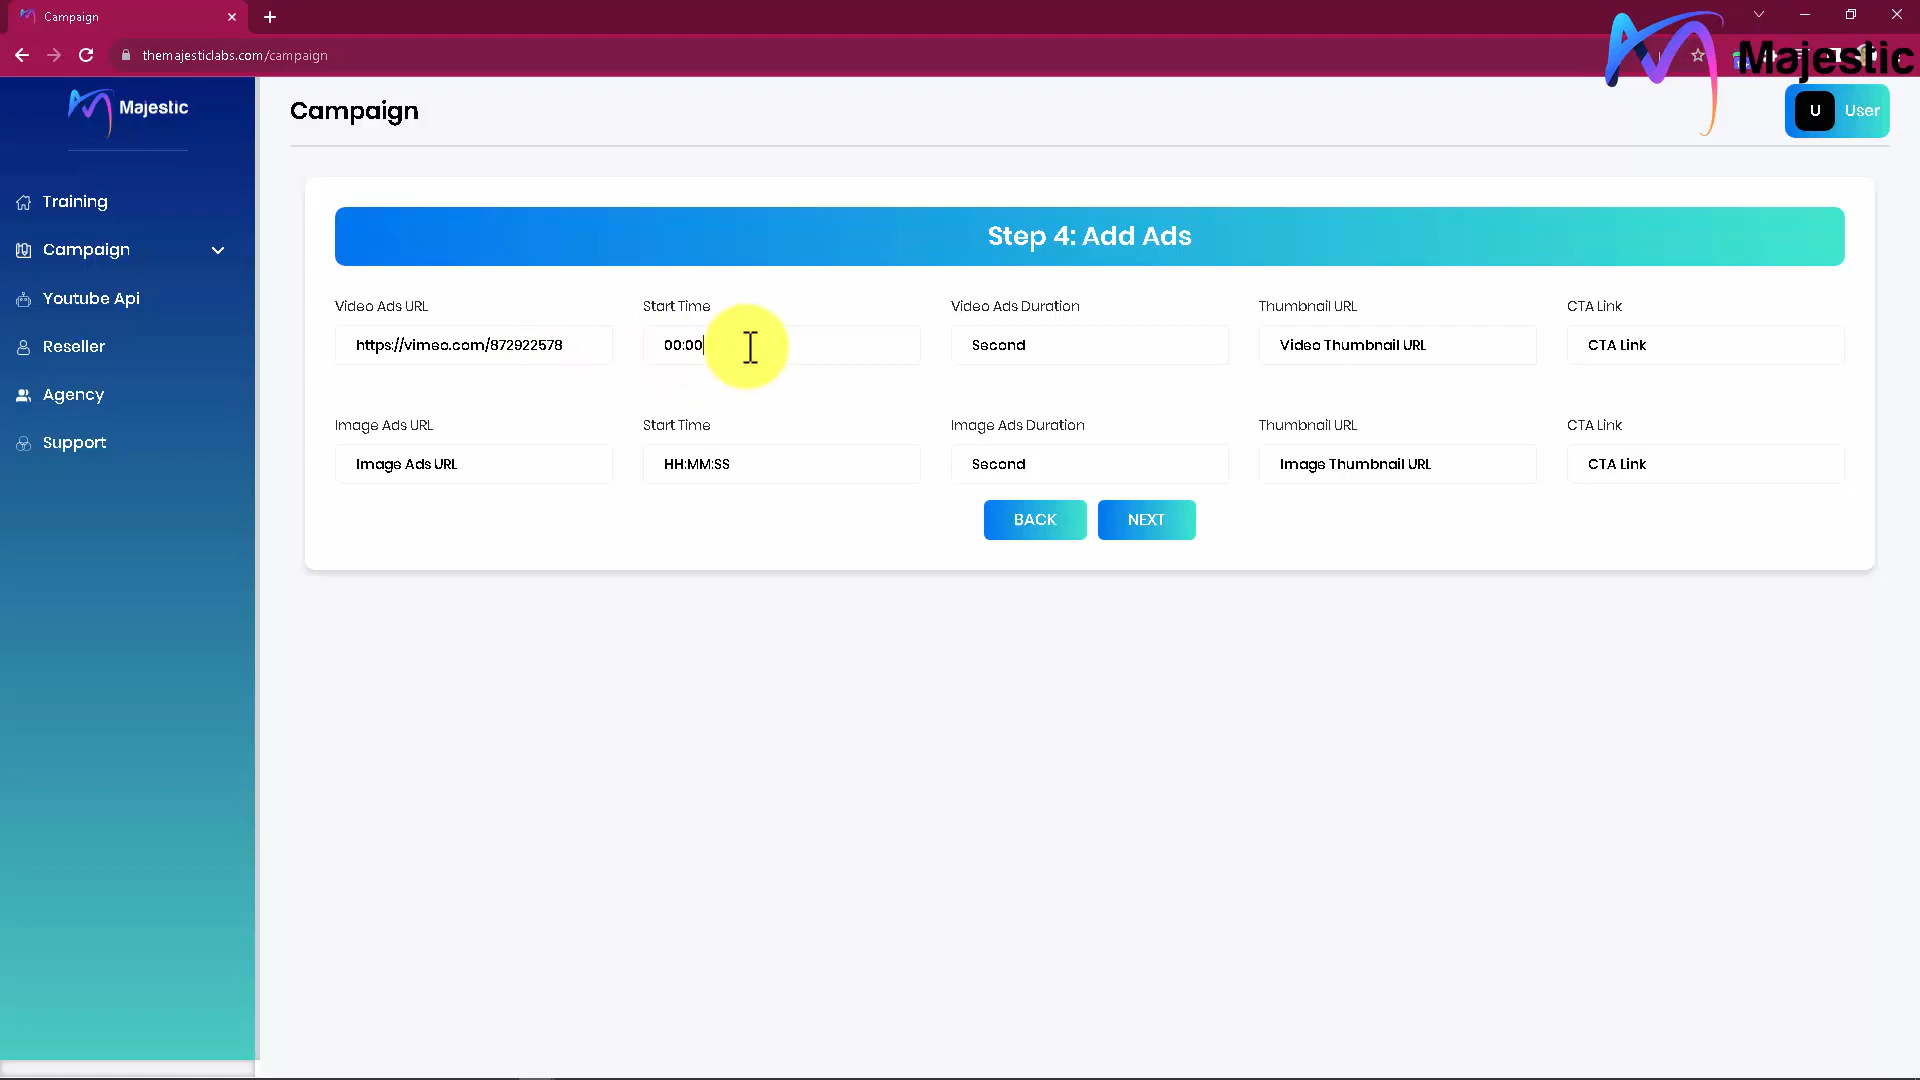 Campaign
themajesticlabs.com/campaign
Majestic
Majestic
Campaign
U User
Training
Campaign
Youtube Api
Reseller
Agency
Support
Step 4: Add Ads
Video Ads URL Start Time Video Ads Duration Thumbnail URL CTA Link
https://vimeo.com/872922578 00:00 Second Video Thumbnail URL CTA Link
Image Ads URL Start Time Image Ads Duration Thumbnail URL CTA Link
Image Ads URL HH:MM:SS Second Image Thumbnail URL CTA Link
BACK NEXT